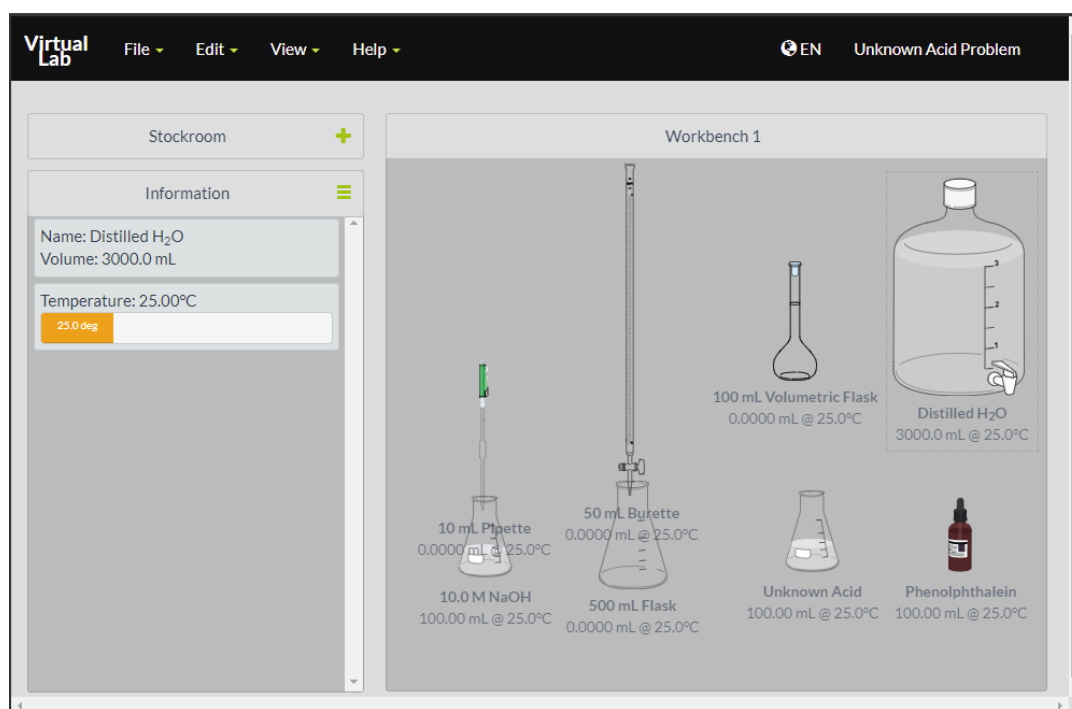 Virtual Lab
File
Edit
View
Help
EN
Unknown Acid Problem
Stockroom
Information
Name: Distilled H₂O
Volume: 3000.0 mL
Temperature: 25.00°C
25.0 deg
Workbench 1
3
2
1
100 mL Volumetric Flask
0.0000 mL @ 25.0°C
Distilled H₂O
3000.0 mL @ 25.0°C
10 mL Pipette
0.0000 mL @ 25.0°C
50 mL Burette
0.0000 mL @ 25.0°C
10.0 M NaOH
100.00 mL @ 25.0°C
500 mL Flask
0.0000 mL @ 25.0°C
Unknown Acid
100.00 mL @ 25.0°C
Phenolphthalein
100.00 mL @ 25.0°C